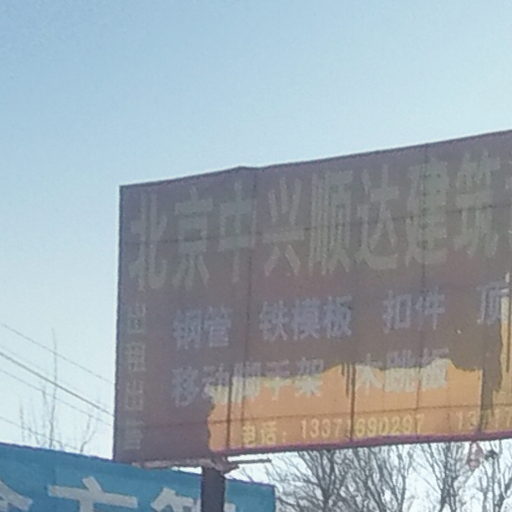 北京中兴顺达建筑
出租出售
钢管 铁模板 扣件 顶
移动脚手架 木跳板
电话：13371690297